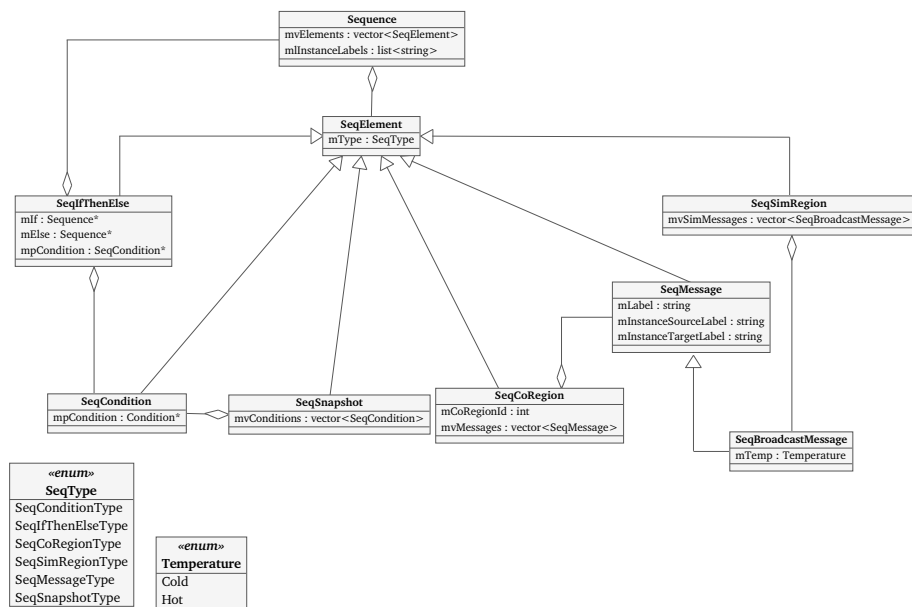 Sequence
mvElements : vector<SeqElement>
mlInstanceLabels : list<string>
SeqElement
mType : SeqType
SeqIfThenElse
mIf : Sequence*
mElse : Sequence*
mpCondition : SeqCondition*
SeqSimRegion
mvSimMessages : vector<SeqBroadcastMessage>
SeqMessage
mLabel : string
mInstanceSourceLabel : string
mInstanceTargetLabel : string
SeqCondition
mpCondition : Condition*
SeqSnapshot
mvConditions : vector<SeqCondition>
SeqCoRegion
mCoRegionId : int
mvMessages : vector<SeqMessage>
SeqBroadcastMessage
mTemp : Temperature
«enum»
SeqType
SeqConditionType
SeqIfThenElseType
SeqCoRegionType
SeqSimRegionType
SeqMessageType
SeqSnapshotType
«enum»
Temperature
Cold
Hot